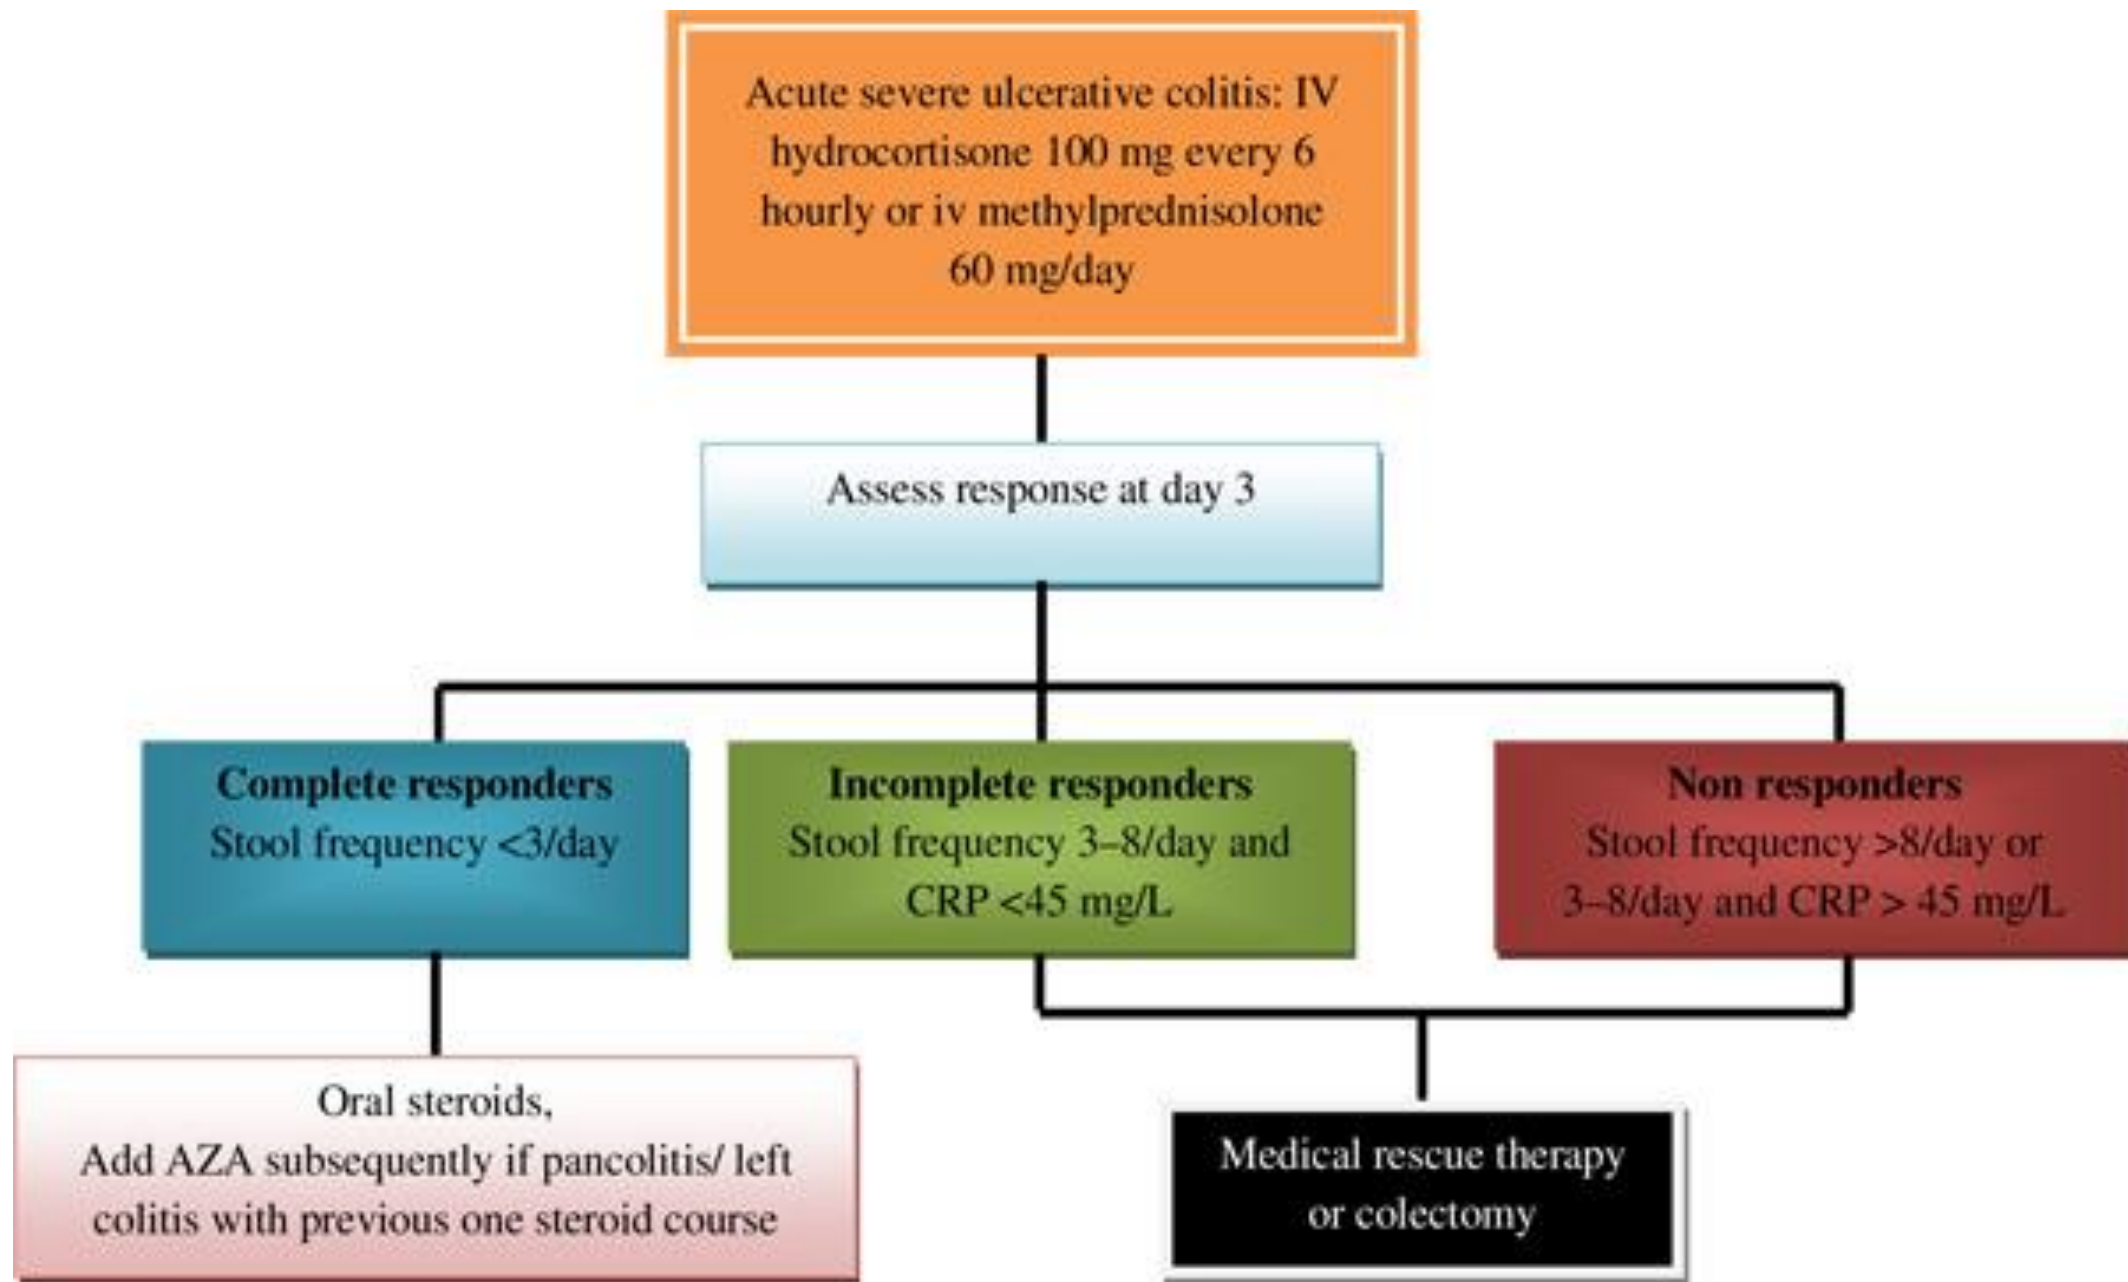 Acute severe ulcerative colitis: IV
hydrocortisone 100 mg every 6
hourly or iv methylprednisolone
60 mg/day
Assess response at day 3
Complete responders
Stool frequency <3/day
Incomplete responders
Stool frequency 3–8/day and
CRP <45 mg/L
Non responders
Stool frequency >8/day or
3–8/day and CRP > 45 mg/L
Oral steroids,
Add AZA subsequently if pancolitis/ left
colitis with previous one steroid course
Medical rescue therapy
or colectomy